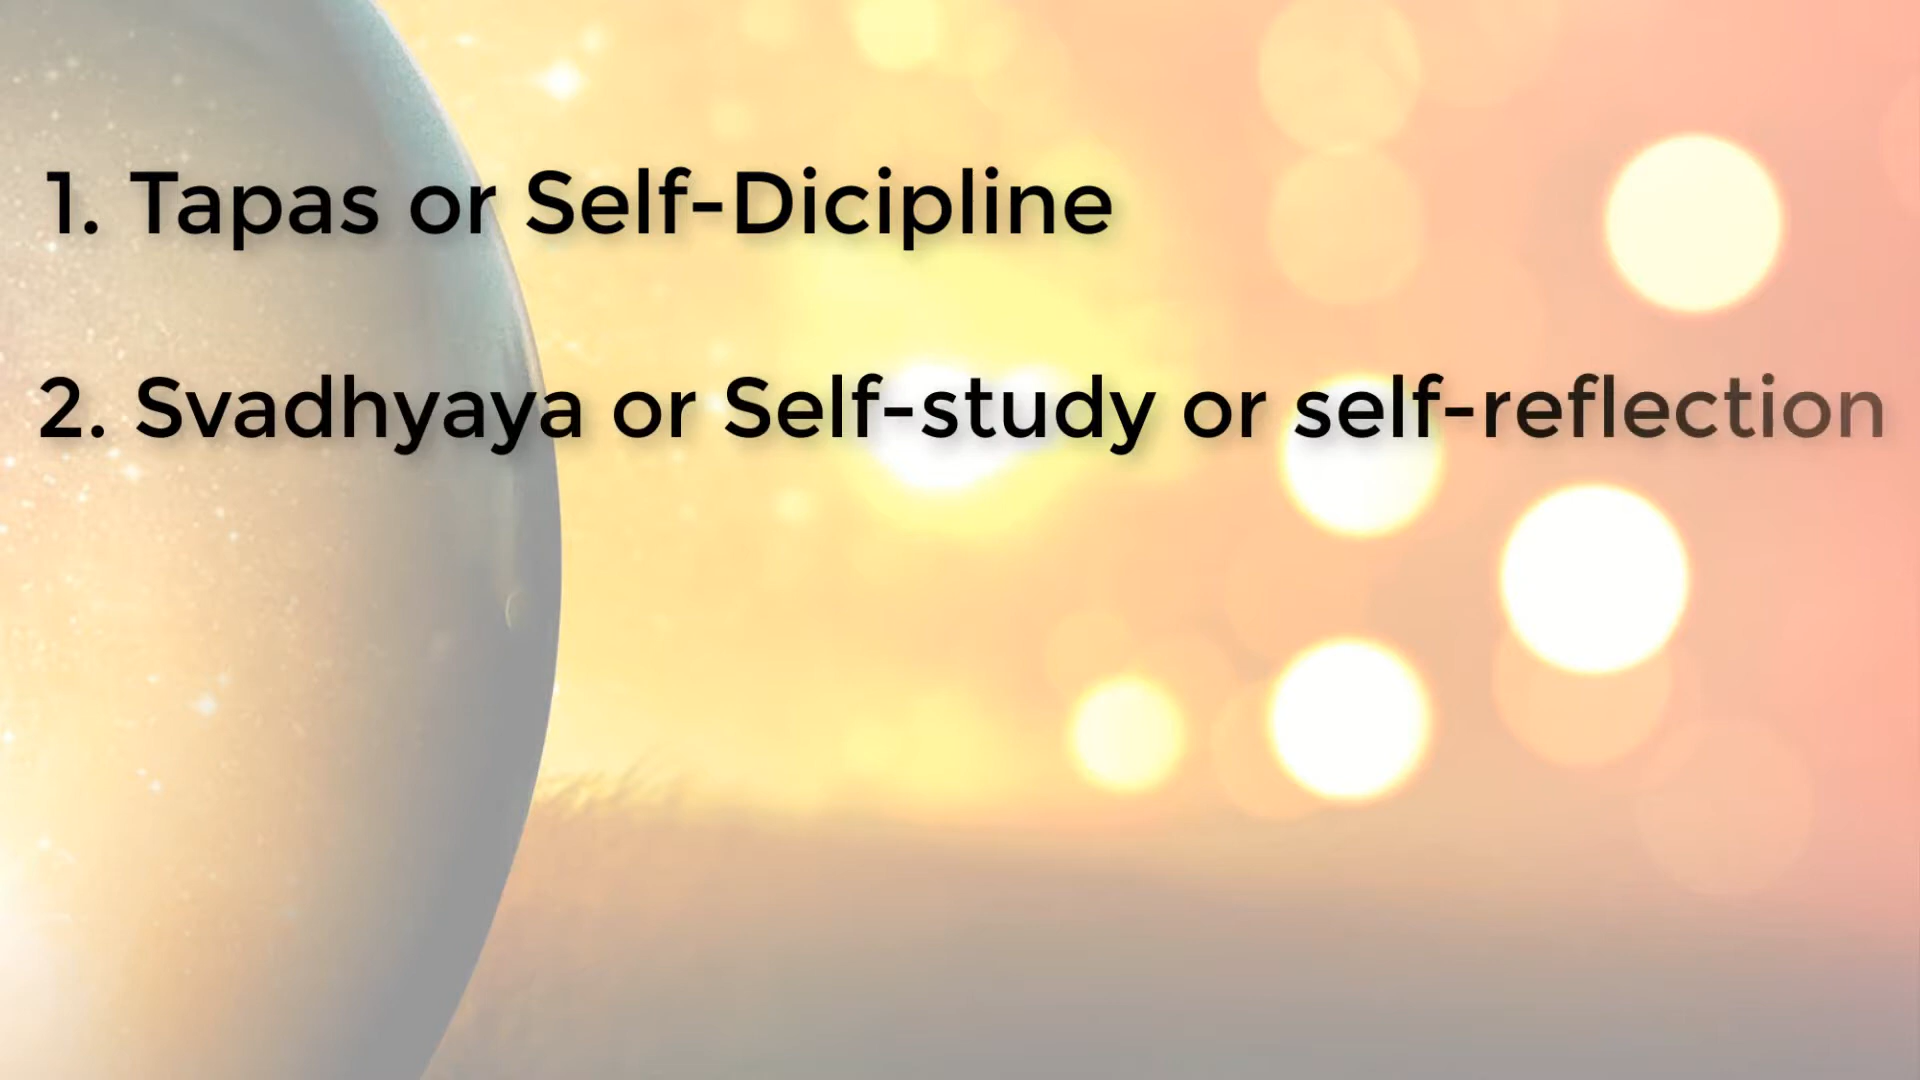 1. Tapas or Self-Dicipline
2. Svadhyaya or Self-study or self-reflection